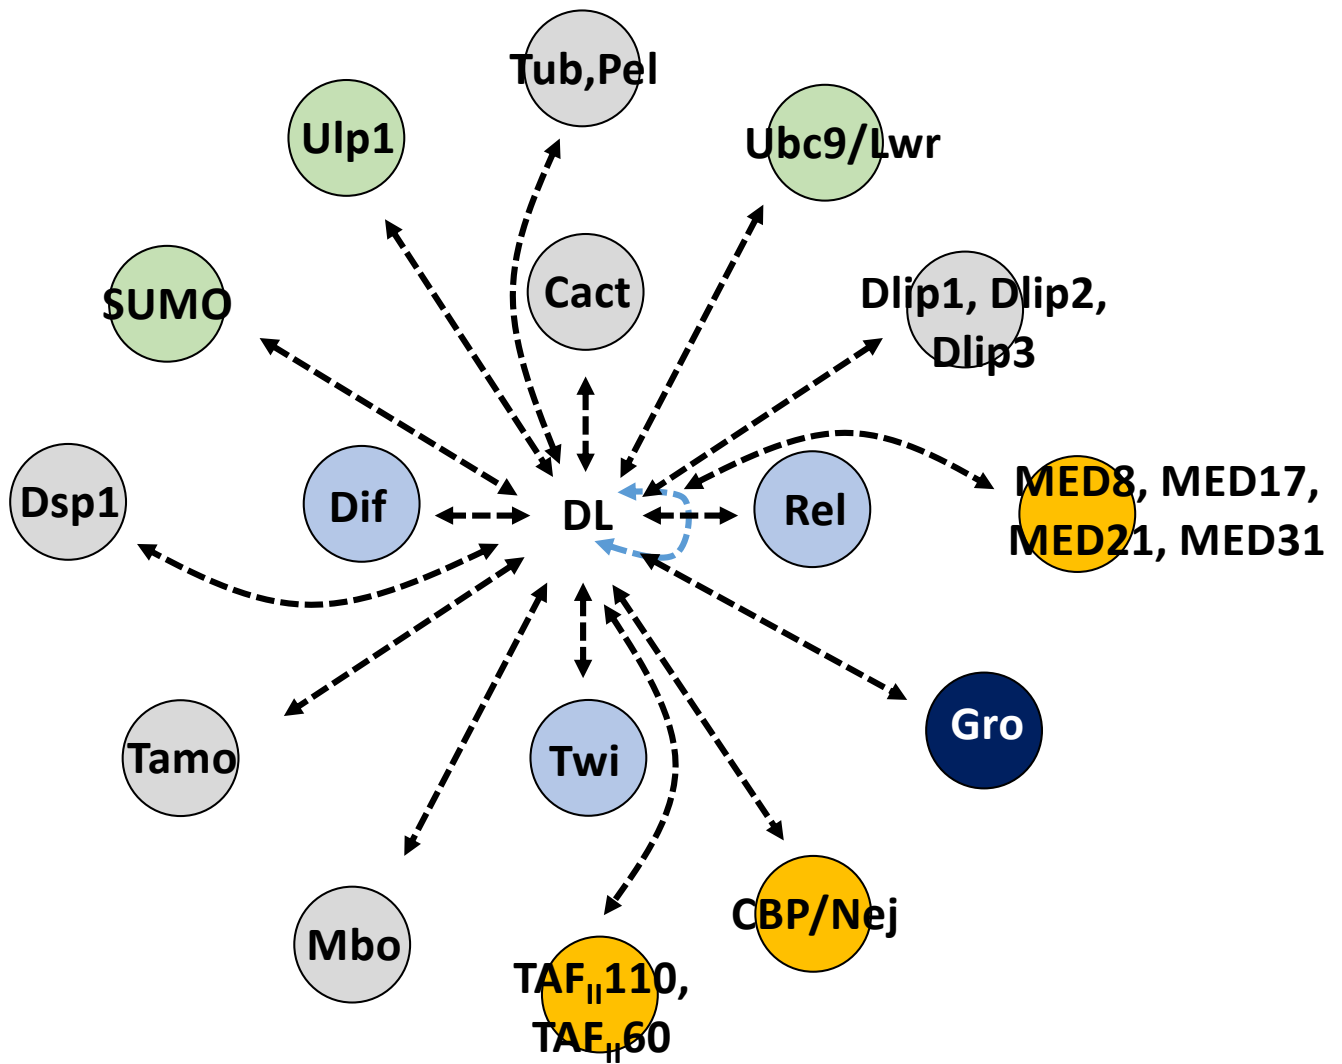 Tub,Pel
Ulp1
Ubc9/Lwr
Cact
SUMO
Dlip1, Dlip2,
Dlip3
Dsp1
Dif
DL
Rel
MED8, MED17,
MED21, MED31
Tamo
Twi
Gro
Mbo
CBP/Nej
TAFII110,
TAFII60